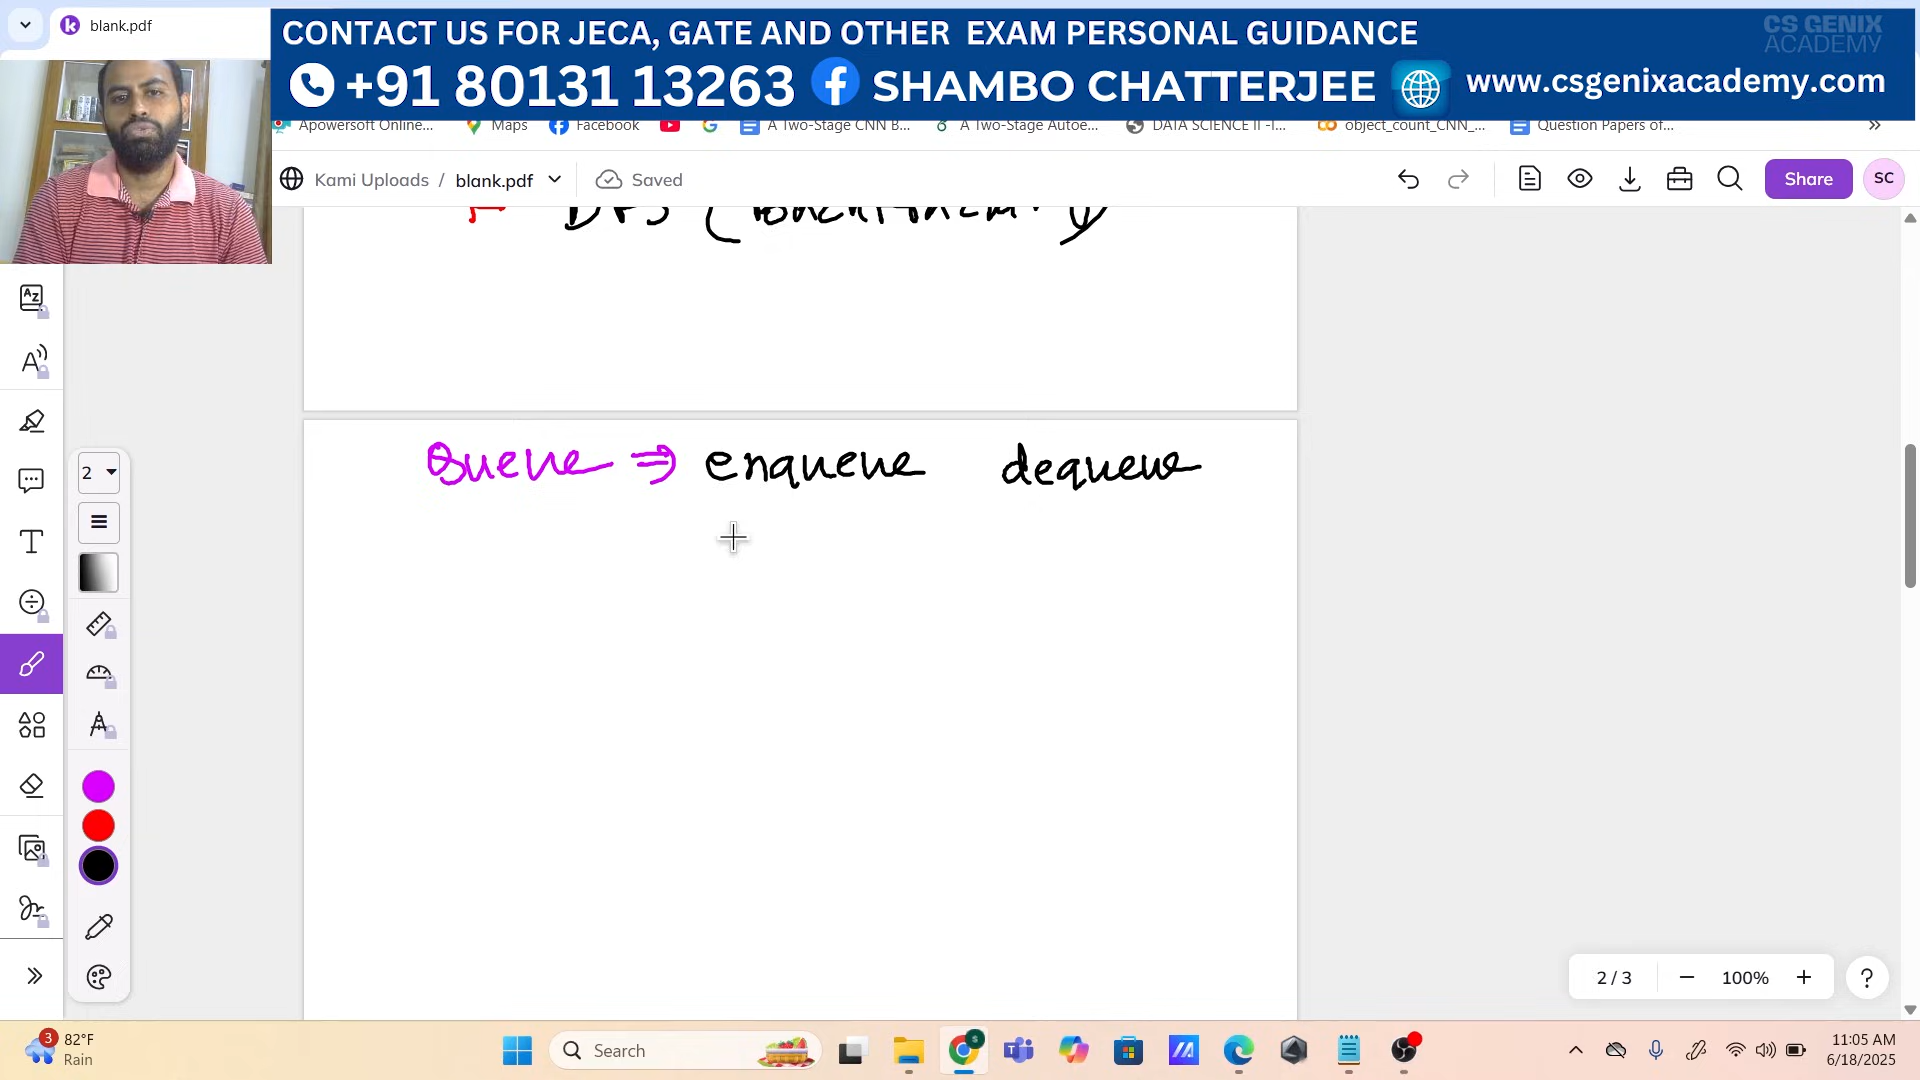 blank.pdf
CONTACT US FOR JECA, GATE AND OTHER EXAM PERSONAL GUIDANCE
CS GENIX
ACADEMY
+91 80131 13263 SHAMBO CHATTERJEE www.csgenixacademy.com
Apowersoft Online... Maps Facebook A Two-Stage CNN B... A Two-Stage Autoe... DATA SCIENCE II -I... object_count_CNN_... Question Papers of... »
Kami Uploads / blank.pdf Saved Share SC
DFS
Queue ⇒ enqueue dequeue
2
2 / 3 100%
3 82°F
Rain
Search
11:05 AM
6/18/2025